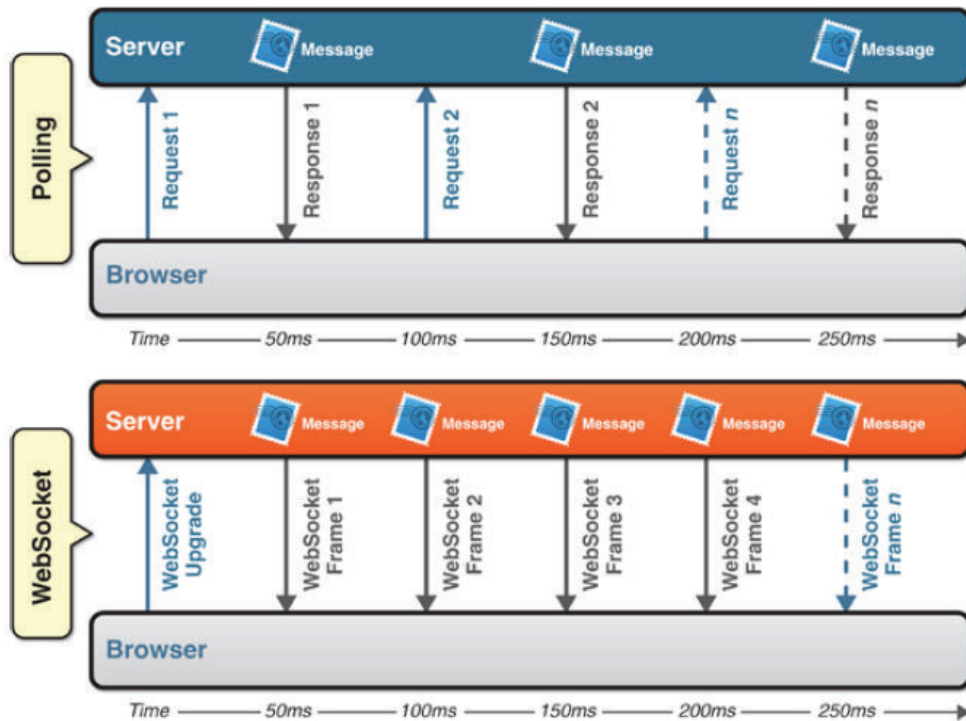 Polling
Server
Message
Message
Message
Request 1
Response 1
Request 2
Response 2
Request n
Response n
Browser
Time 50ms 100ms 150ms 200ms 250ms
WebSocket
Server
Message
Message
Message
Message
Message
WebSocket
Upgrade
WebSocket
Frame 1
WebSocket
Frame 2
WebSocket
Frame 3
WebSocket
Frame 4
WebSocket
Frame n
Browser
Time 50ms 100ms 150ms 200ms 250ms